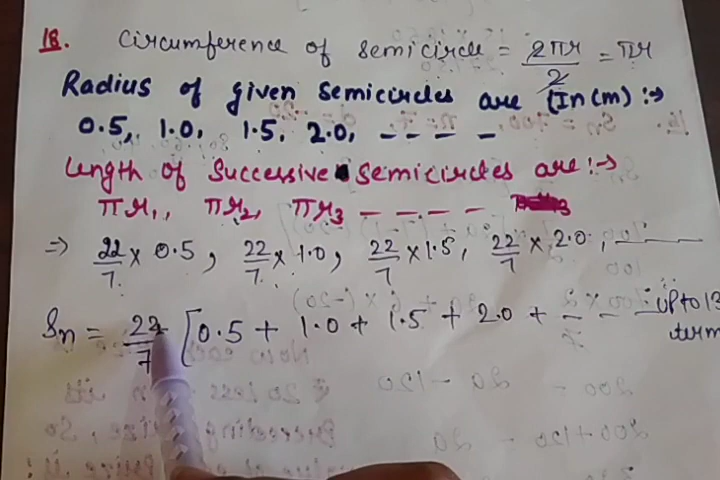 18. Circumference of semicircle = 2πr/2 = πr
Radius of given semicircles are (In cm) :→
0.5, 1.0, 1.5, 2.0, - - - -
Length of Successive semicircles are :→
πr₁, πr₂, πr₃ - - - -
⇒ 22/7 × 0.5, 22/7 × 1.0, 22/7 × 1.5, 22/7 × 2.0, ———
Sn = 22/7 [0.5 + 1.0 + 1.5 + 2.0 + - - - upto 13
term